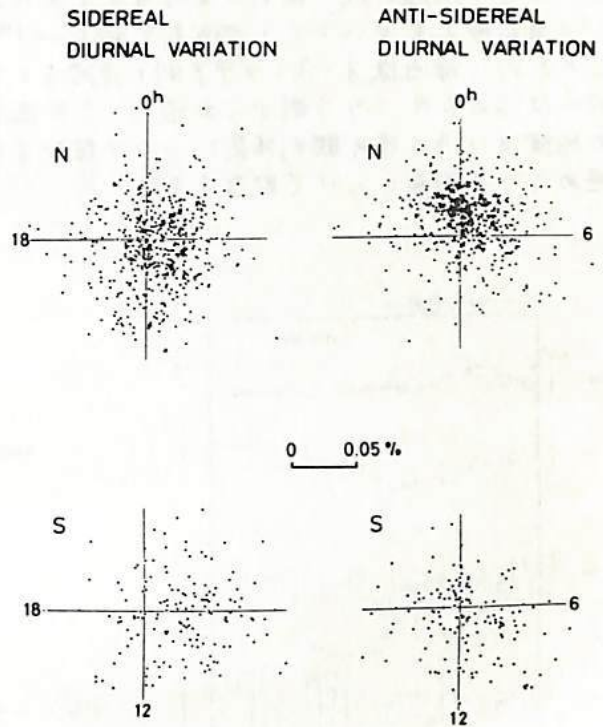 SIDEREAL
DIURNAL VARIATION
ANTI-SIDEREAL
DIURNAL VARIATION
0h
0h
N
N
18
6
0 0.05 %
S
S
18
6
12
12